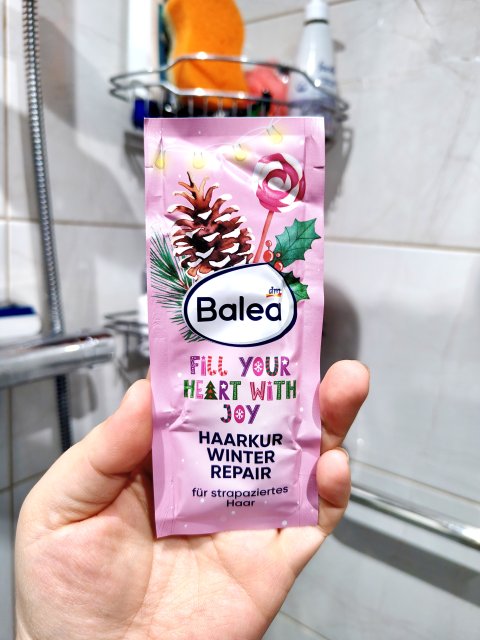 dm
Balea
FiLL YOUR
HEART WiTH
JOY
HAARKUR
WINTER
REPAIR
für strapaziertes
Haar